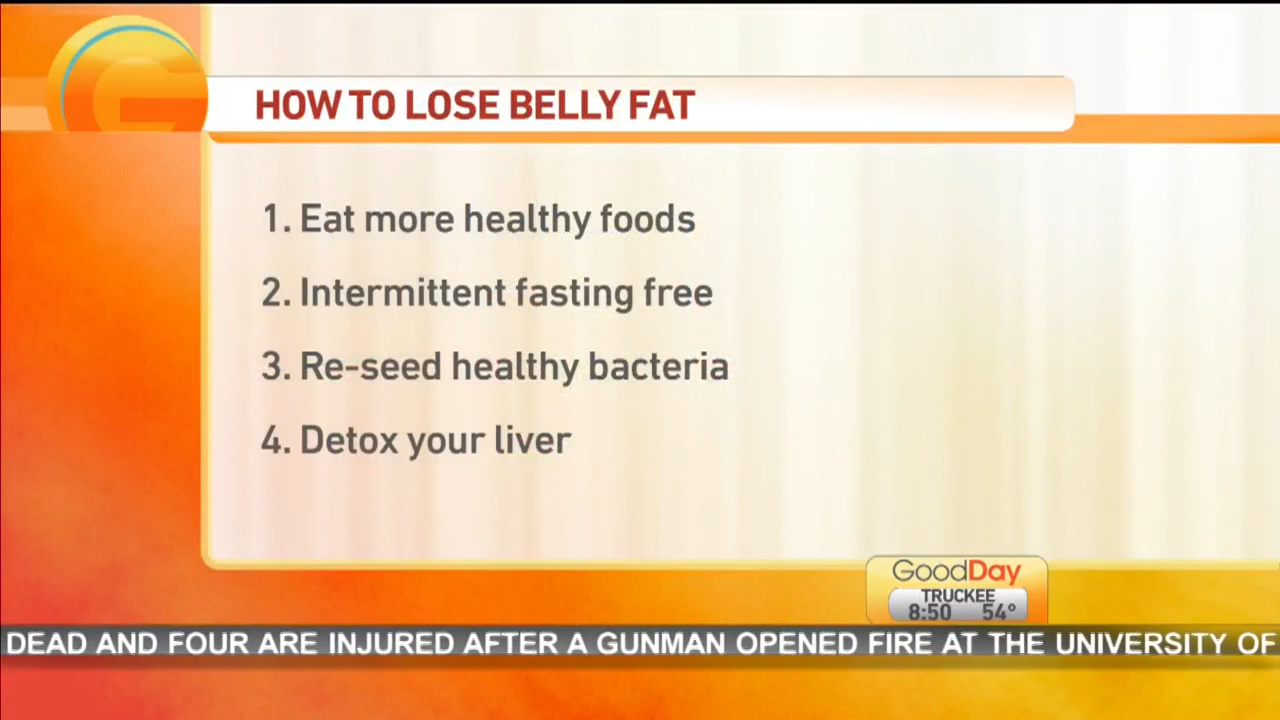 HOW TO LOSE BELLY FAT
1. Eat more healthy foods
2. Intermittent fasting free
3. Re-seed healthy bacteria
4. Detox your liver
GoodDay
TRUCKEE
8:50 54°
DEAD AND FOUR ARE INJURED AFTER A GUNMAN OPENED FIRE AT THE UNIVERSITY OF